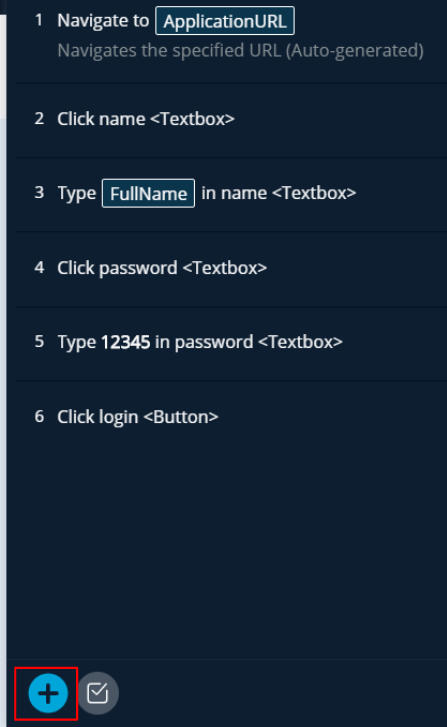 1 Navigate to ApplicationURL
Navigates the specified URL (Auto-generated)
2 Click name <Textbox>
3 Type FullName in name <Textbox>
4 Click password <Textbox>
5 Type 12345 in password <Textbox>
6 Click login <Button>